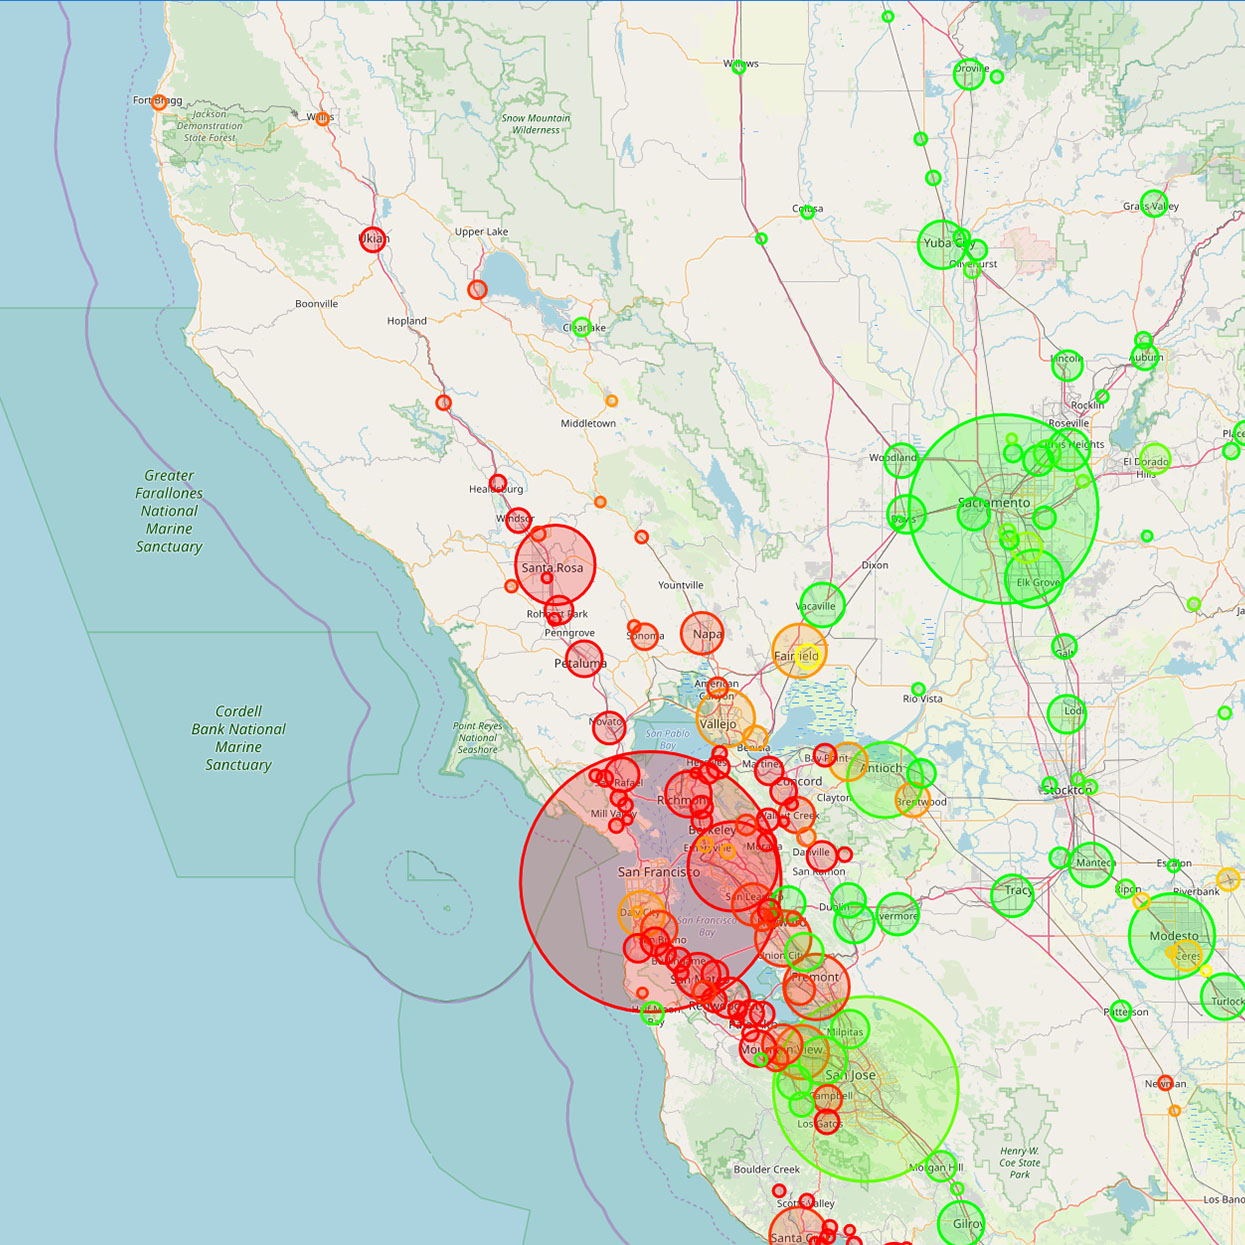 Willows
Oroville
Fort Bragg
Jackson
Demonstration
State Forest
Willits
Snow Mountain
Wilderness
Colusa
Grass Valley
Ukiah
Upper Lake
Yuba City
Olivehurst
Boonville
Hopland
Clearlake
Lincoln
Auburn
Middletown
Rocklin
Roseville
Citrus Heights
Place
Woodland
El Dorado
Hills
Greater
Farallones
National
Marine
Sanctuary
Healdsburg
Sacramento
Windsor
Davis
Santa Rosa
Dixon
Yountville
Elk Grove
Vacaville
Rohnert Park
Penngrove
Sonoma
Napa
Galt
Petaluma
Fairfield
American
Canyon
Rio Vista
Cordell
Bank National
Marine
Sanctuary
Lodi
Novato
Vallejo
Point Reyes
National
Seashore
San Pablo
Bay
Benicia
San Rafael
Hercules
Martinez
Bay Point
Antioch
Concord
Stockton
Richmond
Clayton
Brentwood
Mill Valley
Walnut Creek
Berkeley
Emeryville
Moraga
Danville
San Ramon
Manteca
Escalon
San Francisco
Tracy
Ripon
Riverbank
San Leandro
Daly City
Dublin
Livermore
San Francisco
Bay
Hayward
Modesto
San Bruno
Union City
Ceres
Burlingame
San Mateo
Fremont
Turlock
Half Moon
Bay
Redwood City
Patterson
Palo Alto
Milpitas
Mountain View
San Jose
Newman
Campbell
Los Gatos
Henry W.
Coe State
Park
Boulder Creek
Morgan Hill
Scotts Valley
Los Bano
Gilroy
Santa C